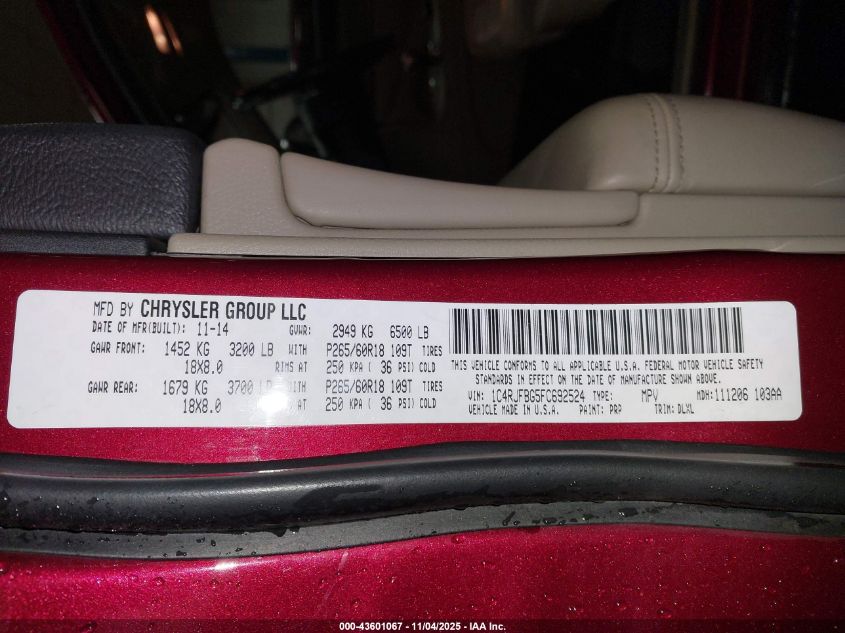 MFD BY CHRYSLER GROUP LLC
DATE OF MFR(BUILT): 11-14 GVWR: 2949 KG 6500 LB
GAWR FRONT: 1452 KG 3200 LB WITH P265/60R18 109T TIRES
18X8.0 RIMS AT 250 KPA ( 36 PSI) COLD
GAWR REAR: 1679 KG 3700 LB WITH P265/60R18 109T TIRES
18X8.0 AT 250 KPA ( 36 PSI) COLD
THIS VEHICLE CONFORMS TO ALL APPLICABLE U.S.A. FEDERAL MOTOR VEHICLE SAFETY
STANDARDS IN EFFECT ON THE DATE OF MANUFACTURE SHOWN ABOVE.
VIN: 1C4RJFBG5FC692524 TYPE: MPV MDH:111206 103AA
VEHICLE MADE IN U.S.A. PAINT: PRP TRIM: DLXL
000-43601067 | 11/04/2025 | IAA Inc.